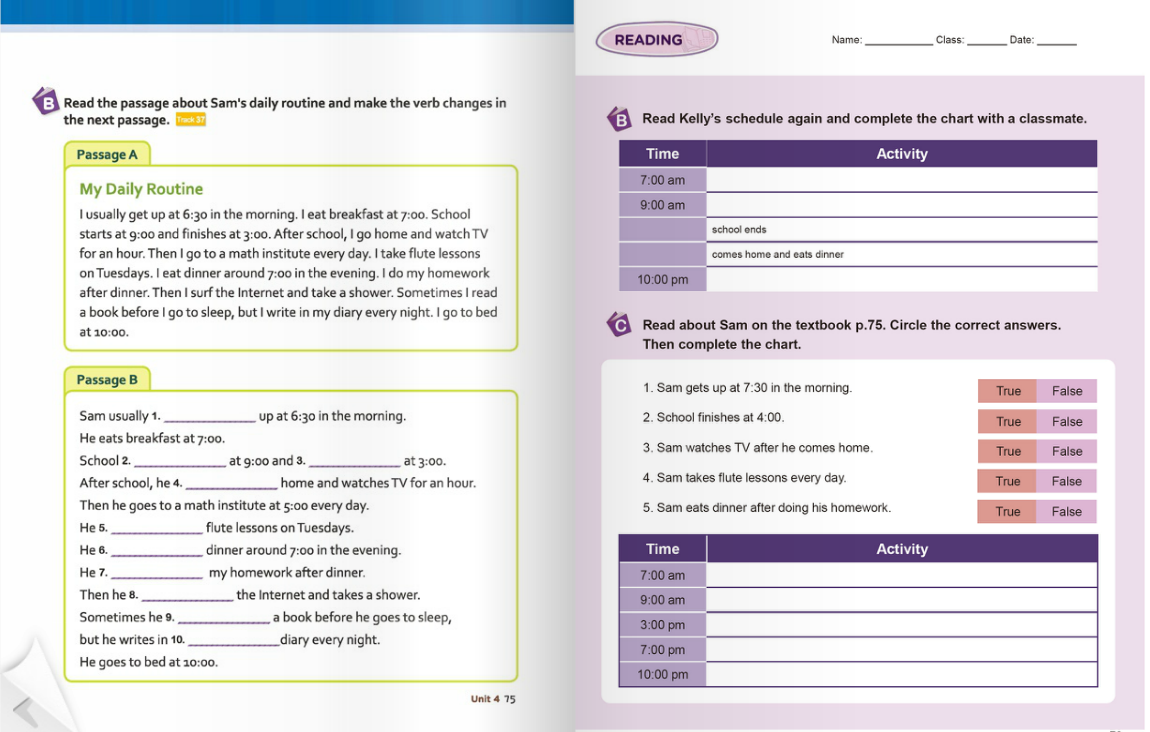 B Read the passage about Sam's daily routine and make the verb changes in
the next passage. Track 37
Passage A
My Daily Routine
I usually get up at 6:30 in the morning. I eat breakfast at 7:00. School
starts at 9:00 and finishes at 3:00. After school, I go home and watch TV
for an hour. Then I go to a math institute every day. I take flute lessons
on Tuesdays. I eat dinner around 7:00 in the evening. I do my homework
after dinner. Then I surf the Internet and take a shower. Sometimes I read
a book before I go to sleep, but I write in my diary every night. I go to bed
at 10:00.
Passage B
Sam usually 1. ______________ up at 6:30 in the morning.
He eats breakfast at 7:00.
School 2. ______________ at 9:00 and 3. ______________ at 3:00.
After school, he 4. ______________ home and watches TV for an hour.
Then he goes to a math institute at 5:00 every day.
He 5. ______________ flute lessons on Tuesdays.
He 6. ______________ dinner around 7:00 in the evening.
He 7. ______________ my homework after dinner.
Then he 8. ______________ the Internet and takes a shower.
Sometimes he 9. ______________ a book before he goes to sleep,
but he writes in 10. ______________ diary every night.
He goes to bed at 10:00.
Unit 4 75
READING
Name: ___________ Class: _______ Date: _______
B Read Kelly's schedule again and complete the chart with a classmate.
Time Activity
7:00 am
9:00 am
school ends
comes home and eats dinner
10:00 pm
C Read about Sam on the textbook p.75. Circle the correct answers.
Then complete the chart.
1. Sam gets up at 7:30 in the morning. True False
2. School finishes at 4:00. True False
3. Sam watches TV after he comes home. True False
4. Sam takes flute lessons every day. True False
5. Sam eats dinner after doing his homework. True False
Time Activity
7:00 am
9:00 am
3:00 pm
7:00 pm
10:00 pm